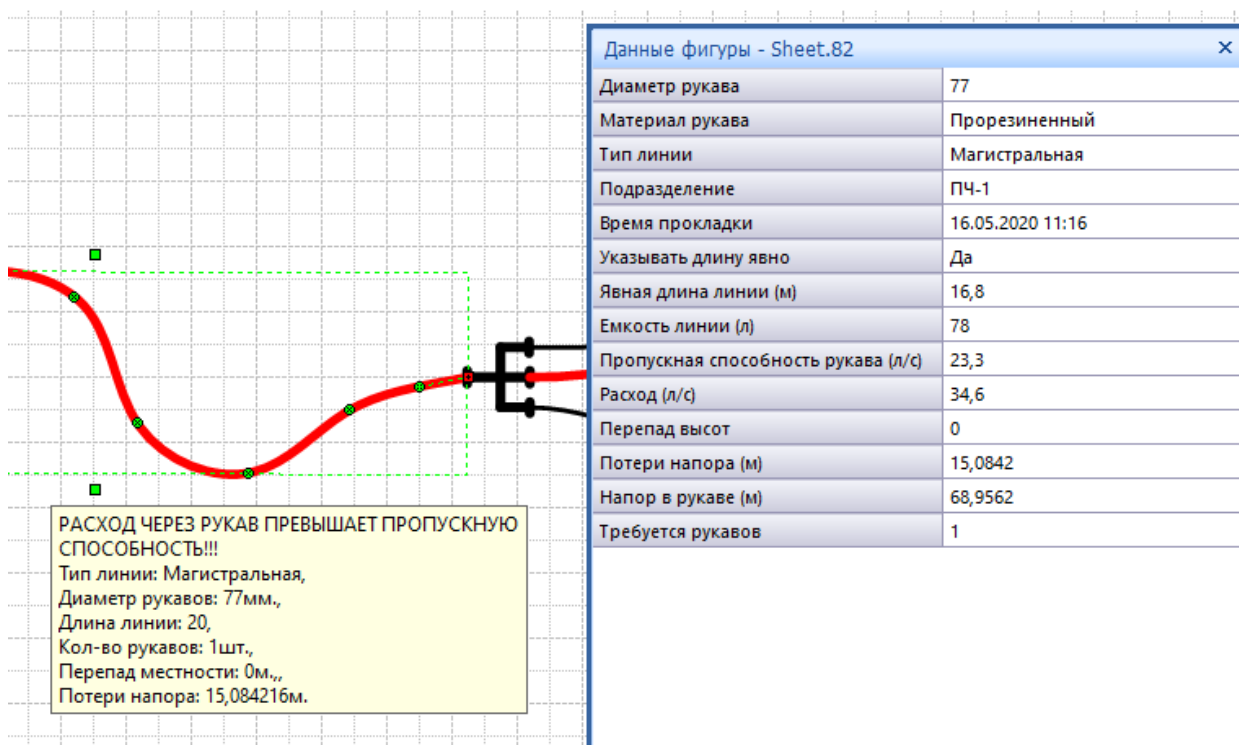 Данные фигуры - Sheet.82
Диаметр рукава 77
Материал рукава Прорезиненный
Тип линии Магистральная
Подразделение ПЧ-1
Время прокладки 16.05.2020 11:16
Указывать длину явно Да
Явная длина линии (м) 16,8
Емкость линии (л) 78
Пропускная способность рукава (л/с) 23,3
Расход (л/с) 34,6
Перепад высот 0
Потери напора (м) 15,0842
Напор в рукаве (м) 68,9562
Требуется рукавов 1
РАСХОД ЧЕРЕЗ РУКАВ ПРЕВЫШАЕТ ПРОПУСКНУЮ
СПОСОБНОСТЬ!!!
Тип линии: Магистральная,
Диаметр рукавов: 77мм.,
Длина линии: 20,
Кол-во рукавов: 1шт.,
Перепад местности: 0м.,,
Потери напора: 15,084216м.